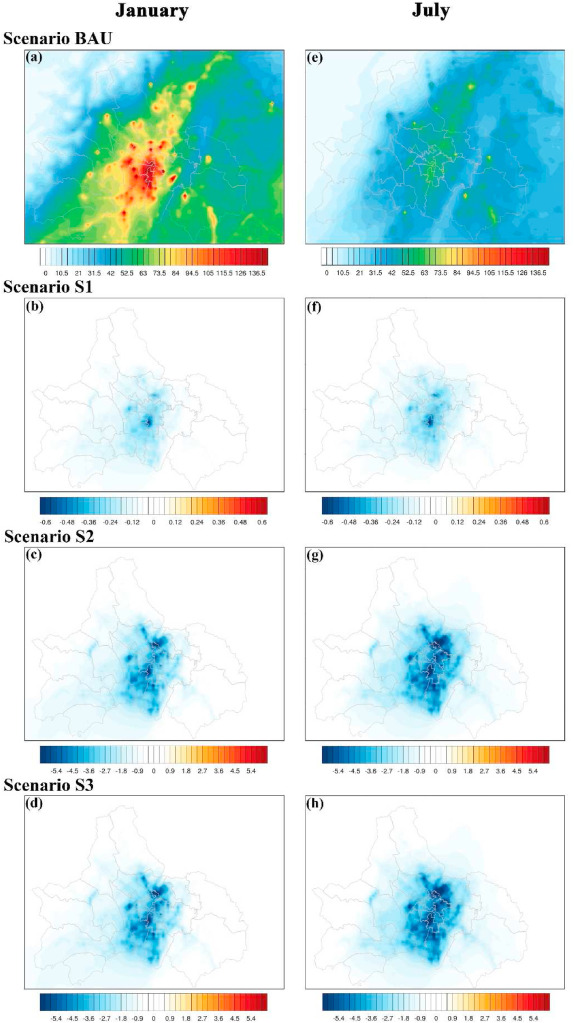 January July
Scenario BAU
(a) (e)
0 10.5 21 31.5 42 52.5 63 73.5 84 94.5 105 115.5 126 136.5
0 10.5 21 31.5 42 52.5 63 73.5 84 94.5 105 115.5 126 136.5
Scenario S1
(b) (f)
-0.6 -0.36 -0.24 -0.12 0 0.12 0.24 0.36 0.48 0.6
-0.6 -0.36 -0.24 -0.12 0 0.12 0.24 0.36 0.48 0.6
Scenario S2
(c) (g)
-5.4 -4.5 -3.6 -2.7 -1.8 -0.9 0 0.9 1.8 2.7 3.6 4.5 5.4
-5.4 -3.6 -2.7 -1.8 -0.9 0 0.9 1.8 2.7 3.6 4.5 5.4
Scenario S3
(d) (h)
-5.4 -4.5 -3.6 -2.7 -1.8 -0.9 0 0.9 1.8 2.7 3.6 4.5 5.4
-5.4 -3.6 -2.7 -1.8 -0.9 0 0.9 1.8 2.7 3.6 4.5 5.4